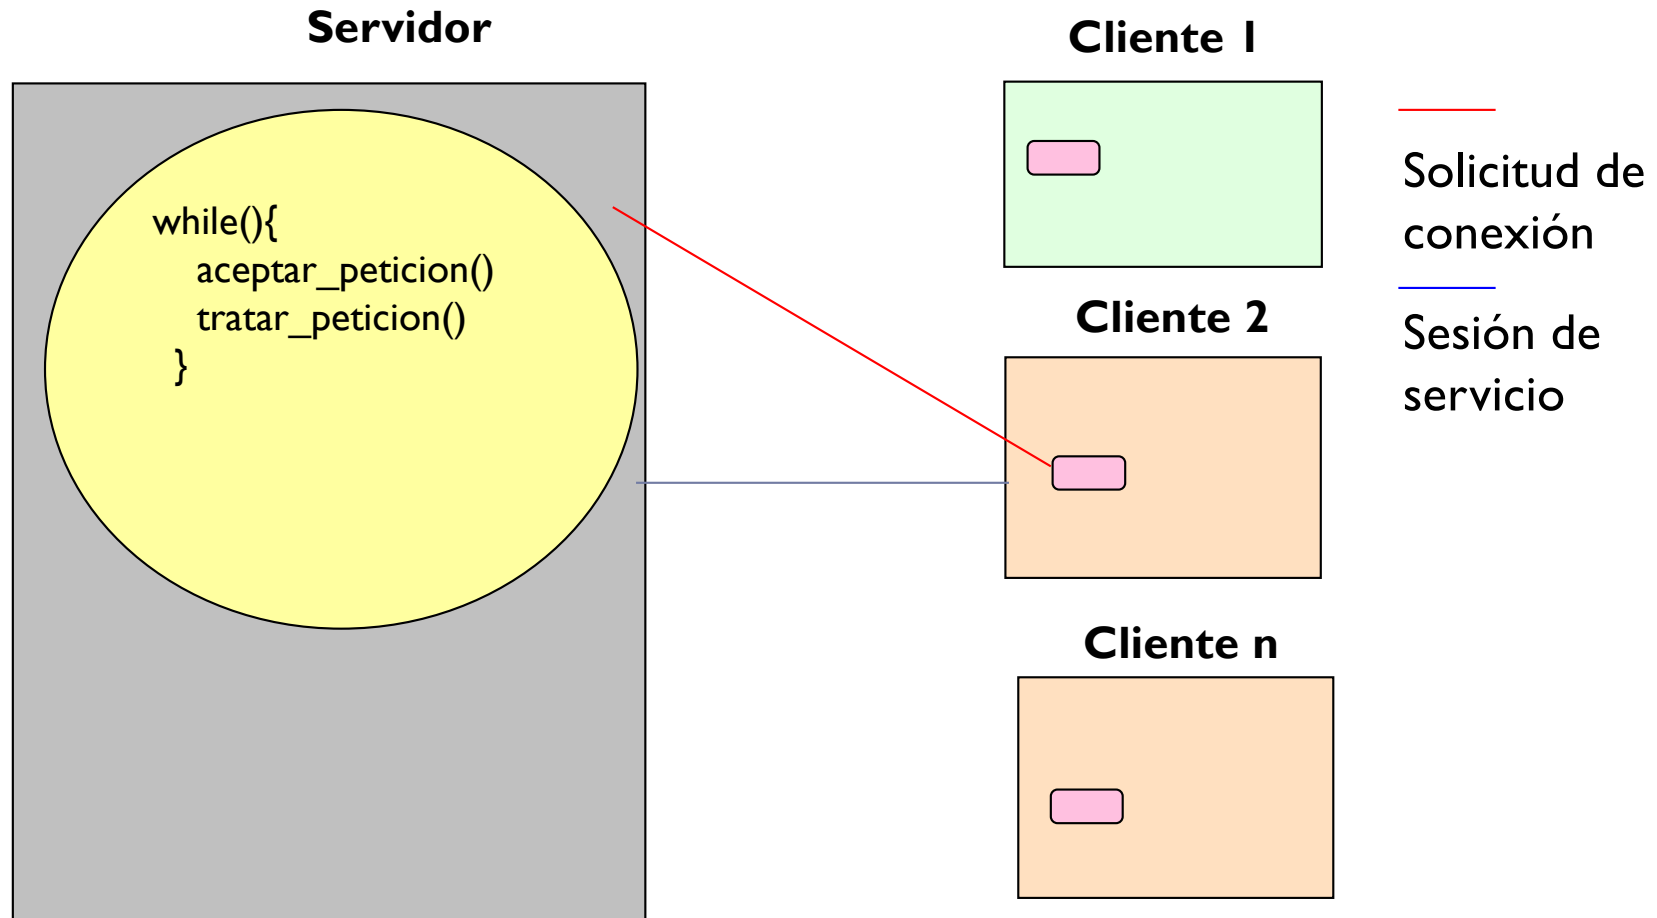 Servidor
while(){
aceptar_peticion()
tratar_peticion()
}
Cliente 1
Cliente 2
Cliente n
Solicitud de
conexión
Sesión de
servicio